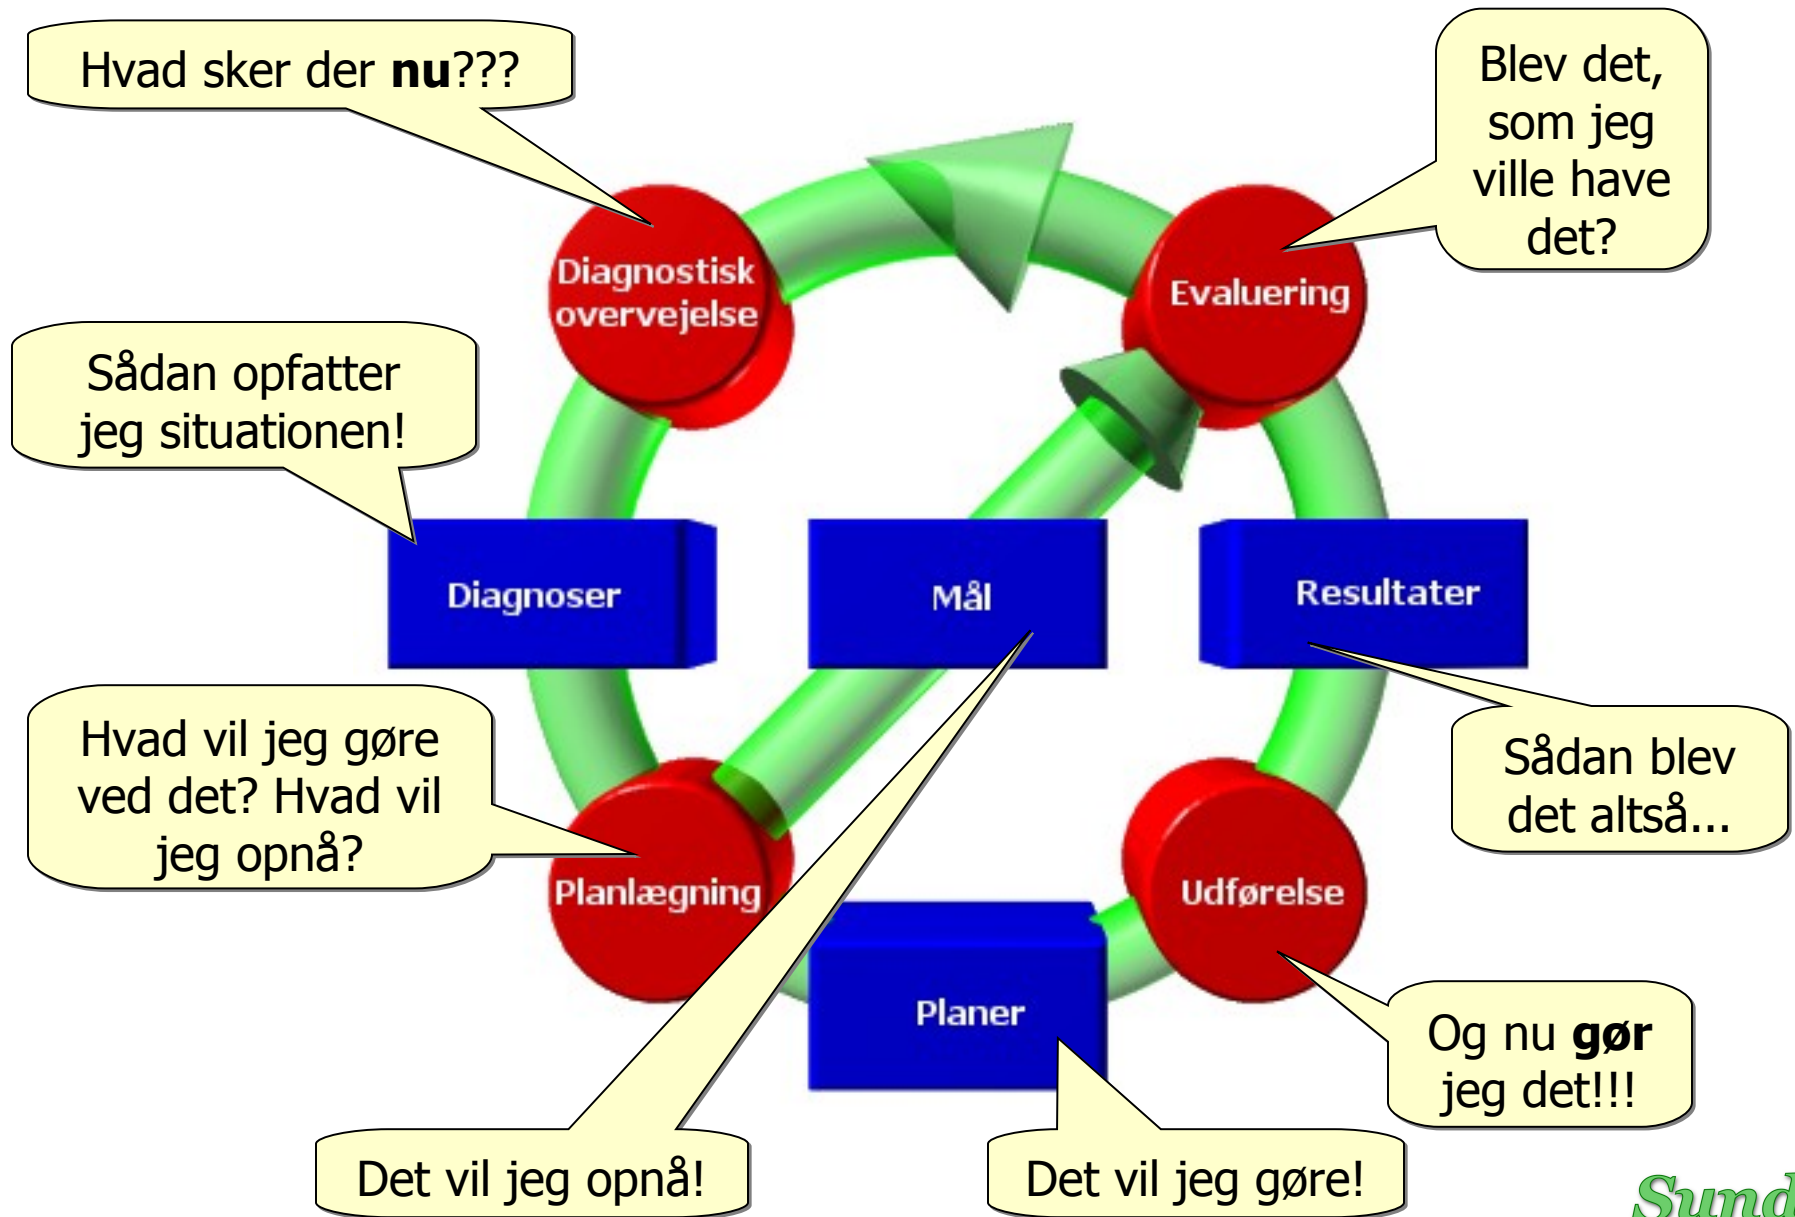 Hvad sker der nu???
Blev det,
som jeg
ville have
det?
Diagnostisk
overvejelse
Evaluering
Sådan opfatter
jeg situationen!
Diagnoser
Mål
Resultater
Hvad vil jeg gøre
ved det? Hvad vil
jeg opnå?
Sådan blev
det altså...
Planlægning
Udførelse
Planer
Og nu gør
jeg det!!!
Det vil jeg opnå!
Det vil jeg gøre!